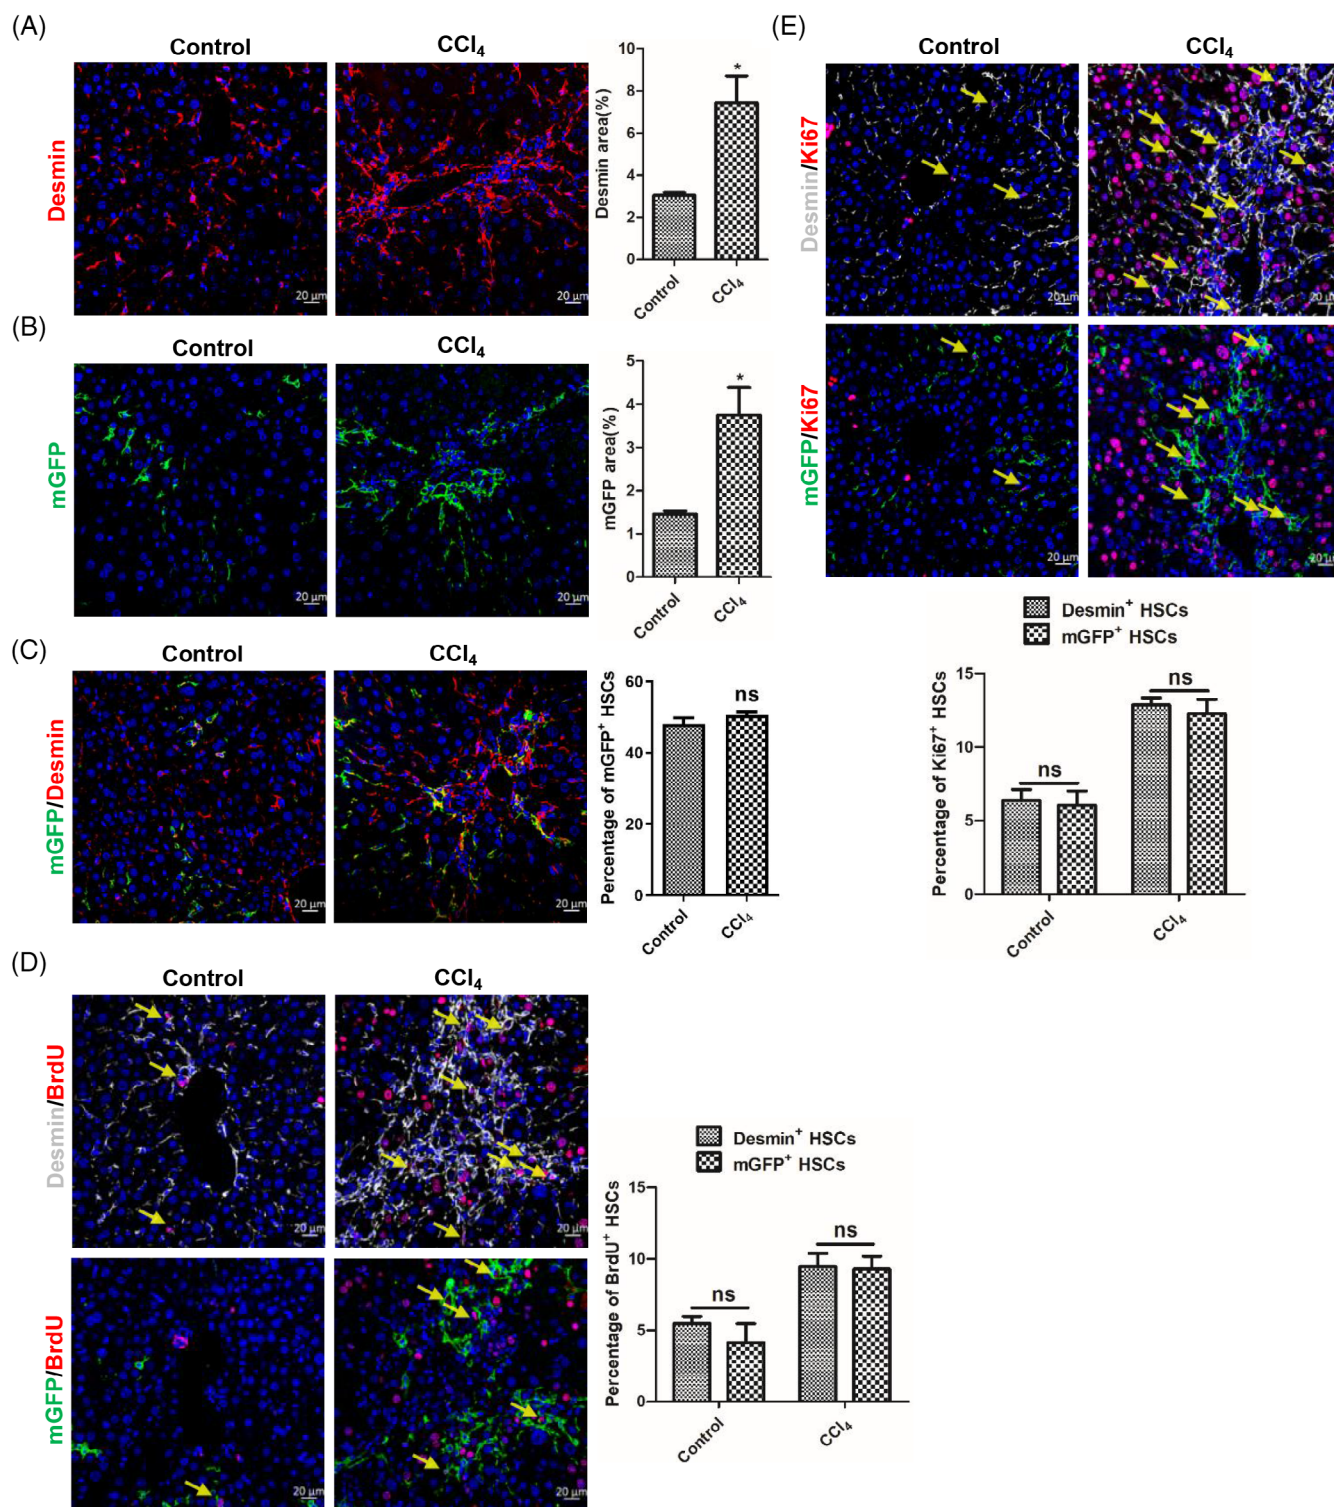 (A)
Control
CCl₄
Desmin
20 μm
20 μm
Desmin area(%)
10
8
6
4
2
0
*
Control
CCl₄
(B)
Control
CCl₄
mGFP
20 μm
20 μm
mGFP area(%)
5
4
3
2
1
0
*
Control
CCl₄
(C)
Control
CCl₄
mGFP/Desmin
20 μm
20 μm
Percentage of mGFP⁺ HSCs
60
40
20
0
ns
Control
CCl₄
(D)
Control
CCl₄
Desmin/BrdU
20 μm
20 μm
mGFP/BrdU
20 μm
20 μm
Desmin⁺ HSCs
mGFP⁺ HSCs
Percentage of BrdU⁺ HSCs
15
10
5
0
ns
ns
Control
CCl₄
(E)
Control
CCl₄
Desmin/Ki67
20 μm
20 μm
mGFP/Ki67
20 μm
20 μm
Desmin⁺ HSCs
mGFP⁺ HSCs
Percentage of Ki67⁺ HSCs
15
10
5
0
ns
ns
Control
CCl₄